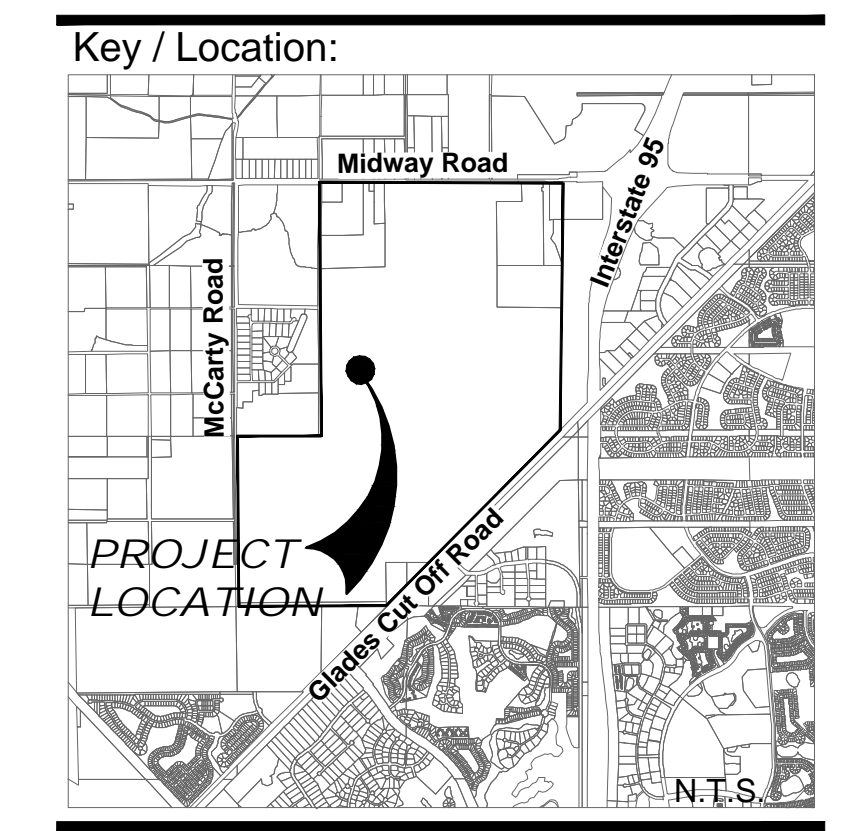 Key / Location:
Midway Road
Interstate 95
McCarty Road
PROJECT
LOCATION
Glades Cut Off Road
N.T.S.